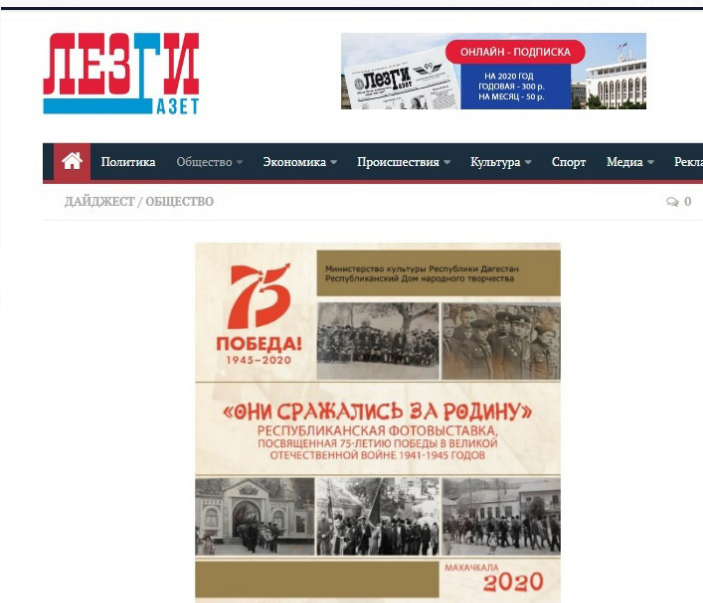 ЛЕЗГИ
АЗЕТ
ЛЕЗГИ
АЗЕТ
ОНЛАЙН - ПОДПИСКА
НА 2020 ГОД
ГОДОВАЯ - 300 р.
НА МЕСЯЦ - 50 р.
Политика Общество Экономика Происшествия Культура Спорт Медиа Рекла
ДАЙДЖЕСТ / ОБЩЕСТВО
0
75
ПОБЕДА!
1945–2020
Министерство культуры Республики Дагестан
Республиканский Дом народного творчества
«ОНИ СРАЖАЛИСЬ ЗА РОДИНУ»
РЕСПУБЛИКАНСКАЯ ФОТОВЫСТАВКА,
ПОСВЯЩЕННАЯ 75-ЛЕТИЮ ПОБЕДЫ В ВЕЛИКОЙ
ОТЕЧЕСТВЕННОЙ ВОЙНЕ 1941-1945 ГОДОВ
МАХАЧКАЛА
2020